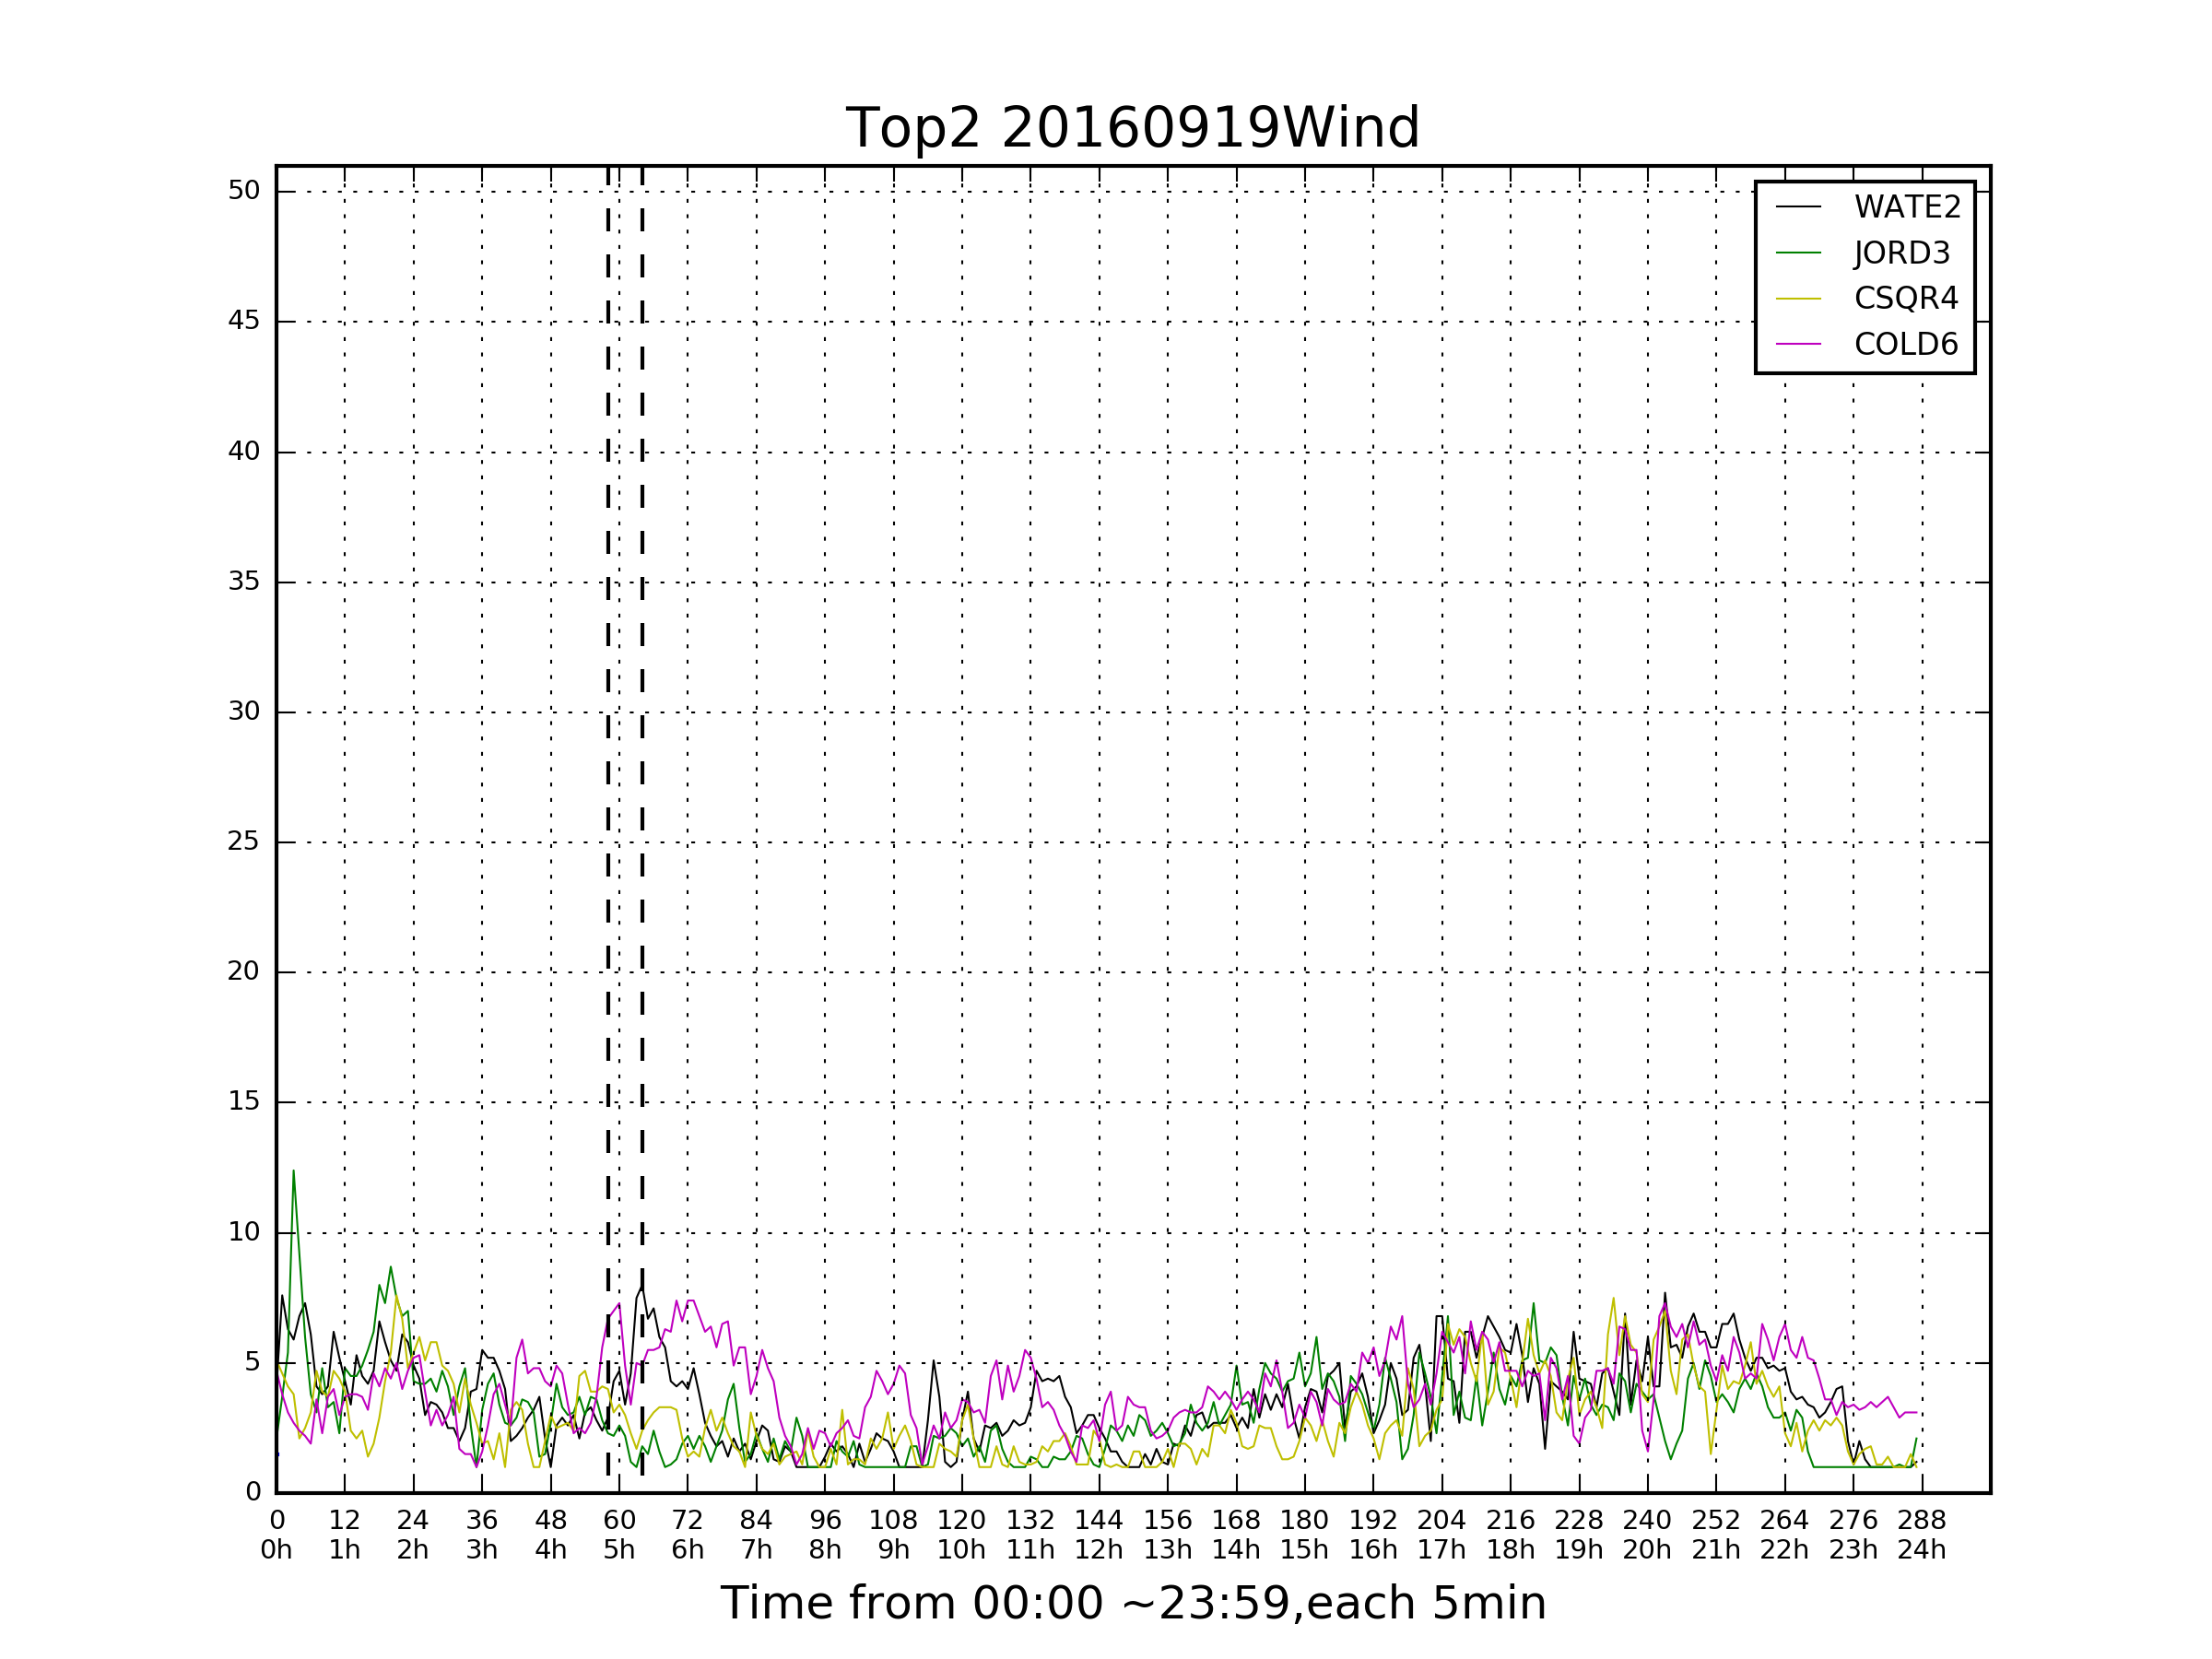 Top2 20160919Wind
50
45
40
35
30
25
20
15
10
5
0
WATE2
JORD3
CSQR4
COLD6
0 12 24 36 48 60 72 84 96 108 120 132 144 156 168 180 192 204 216 228 240 252 264 276 288
0h 1h 2h 3h 4h 5h 6h 7h 8h 9h 10h 11h 12h 13h 14h 15h 16h 17h 18h 19h 20h 21h 22h 23h 24h
Time from 00:00 ~23:59,each 5min